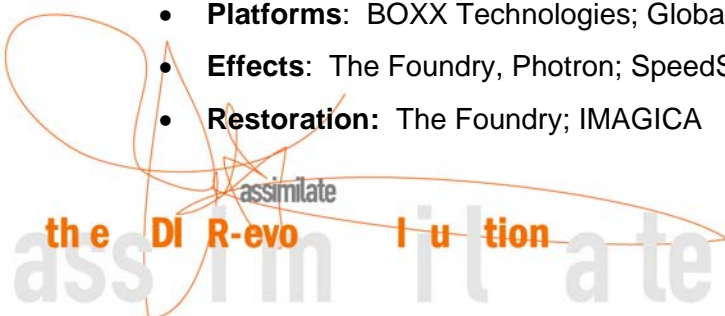 • Platforms: BOXX Technologies; Globa
• Effects: The Foundry, Photron; SpeedS
• Restoration: The Foundry; IMAGICA
assimilate
th e DI R-evo l u tion
ass im il a te